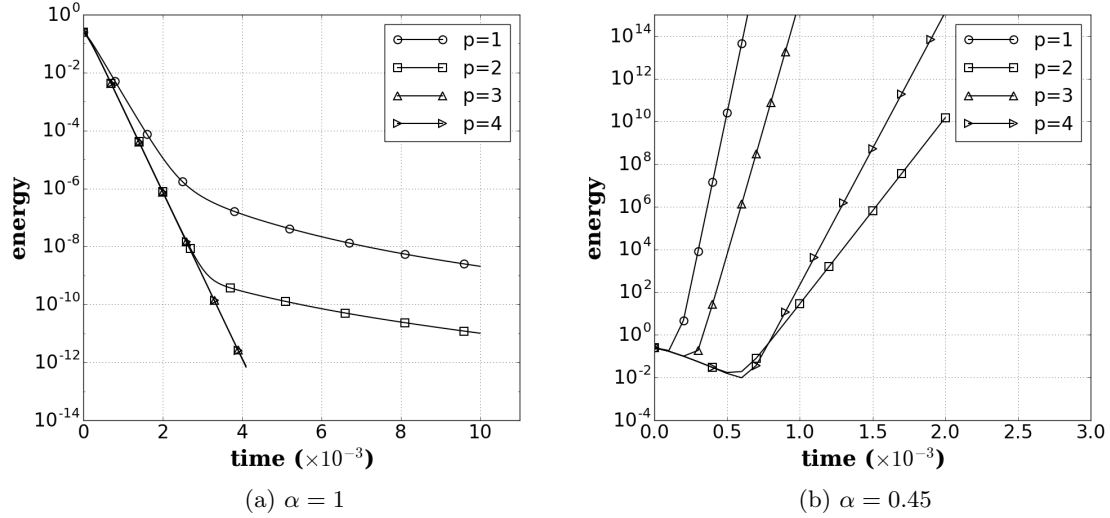 10^0
10^{-2}
10^{-4}
10^{-6}
10^{-8}
10^{-10}
10^{-12}
10^{-14}
energy
0 2 4 6 8 10
time (×10^{-3})
p=1
p=2
p=3
p=4
(a) α = 1
10^{14}
10^{12}
10^{10}
10^8
10^6
10^4
10^2
10^0
10^{-2}
10^{-4}
energy
0.0 0.5 1.0 1.5 2.0 2.5 3.0
time (×10^{-3})
p=1
p=2
p=3
p=4
(b) α = 0.45